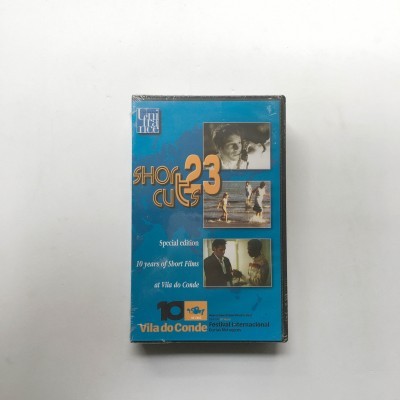 SHORT
CUTS 23
Special edition
10 years of Short Films
at Vila do Conde
10
Vila do Conde
Festival Internacional